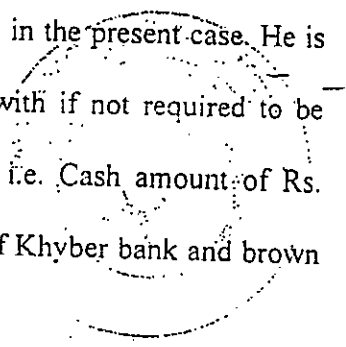 in the present case. He is
with if not required to be
i.e. Cash amount of Rs.
f Khyber bank and brown